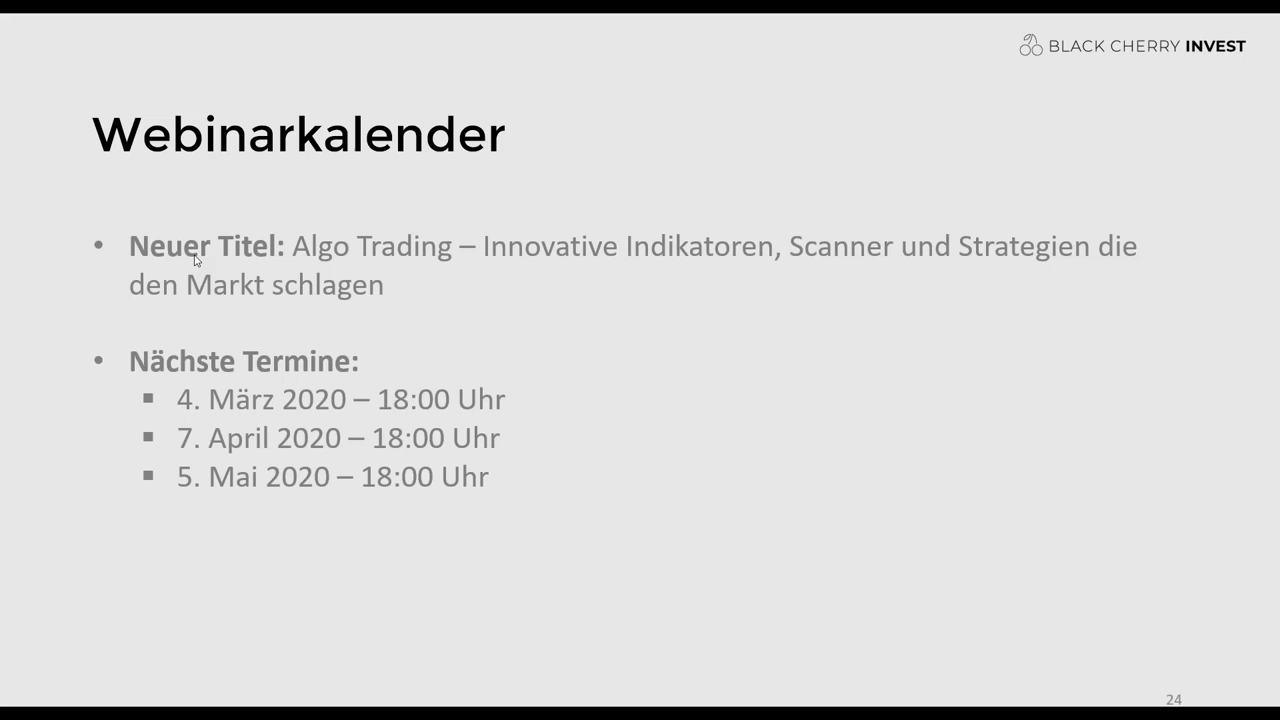 BLACK CHERRY INVEST
Webinarkalender
• Neuer Titel: Algo Trading – Innovative Indikatoren, Scanner und Strategien die
den Markt schlagen
• Nächste Termine:
▪ 4. März 2020 – 18:00 Uhr
▪ 7. April 2020 – 18:00 Uhr
▪ 5. Mai 2020 – 18:00 Uhr
24